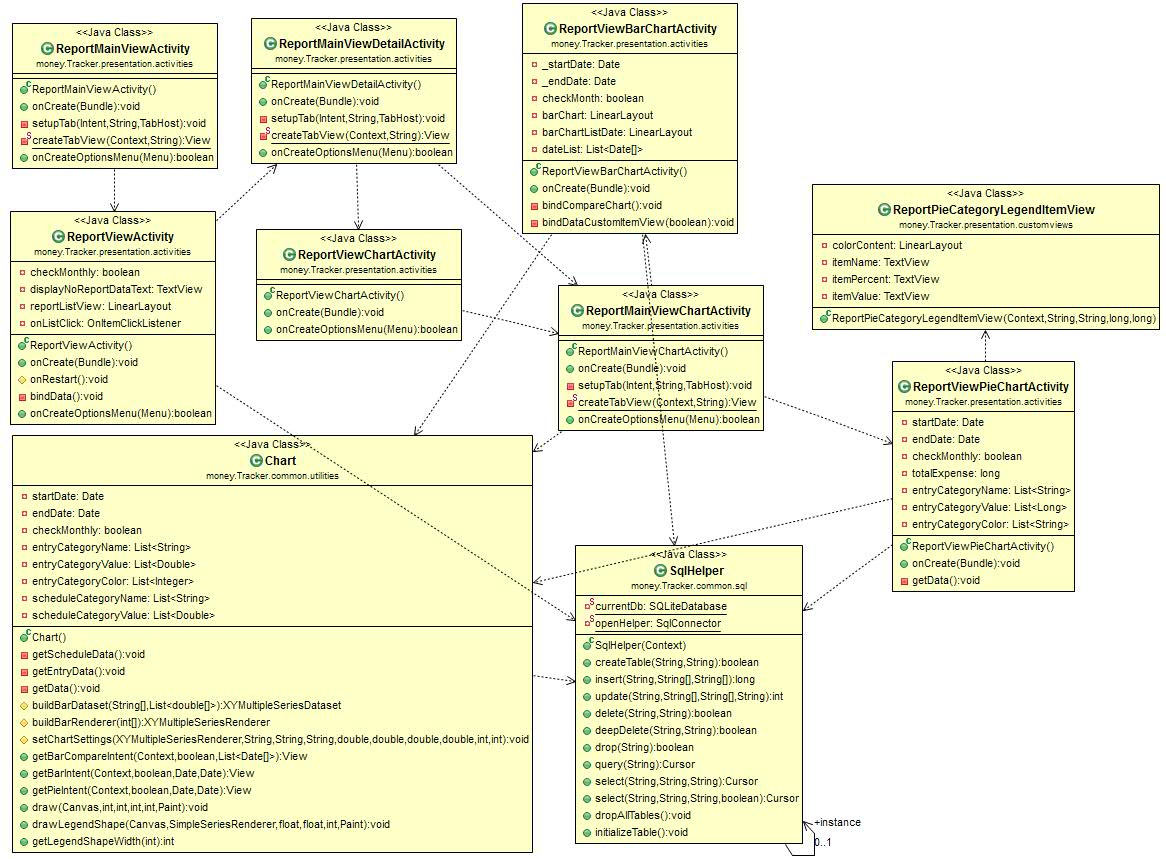 <<Java Class>>
ReportMainViewActivity
money.Tracker.presentation.activities
ReportMainViewActivity()
onCreate(Bundle):void
setupTab(Intent,String,TabHost):void
createTabView(Context,String):View
onCreateOptionsMenu(Menu):boolean
<<Java Class>>
ReportMainViewDetailActivity
money.Tracker.presentation.activities
ReportMainViewDetailActivity()
onCreate(Bundle):void
setupTab(Intent,String,TabHost):void
createTabView(Context,String):View
onCreateOptionsMenu(Menu):boolean
<<Java Class>>
ReportViewBarChartActivity
money.Tracker.presentation.activities
_startDate: Date
_endDate: Date
checkMonth: boolean
barChart: LinearLayout
barChartListDate: LinearLayout
dateList: List<Date[]>
ReportViewBarChartActivity()
onCreate(Bundle):void
bindCompareChart():void
bindDataCustomItemView(boolean):void
<<Java Class>>
ReportPieCategoryLegendItemView
money.Tracker.presentation.customviews
colorContent: LinearLayout
itemName: TextView
itemPercent: TextView
itemValue: TextView
ReportPieCategoryLegendItemView(Context,String,String,long,long)
<<Java Class>>
ReportViewActivity
money.Tracker.presentation.activities
checkMonthly: boolean
displayNoReportDataText: TextView
reportListView: LinearLayout
onListClick: OnItemClickListener
ReportViewActivity()
onCreate(Bundle):void
onRestart():void
bindData():void
onCreateOptionsMenu(Menu):boolean
<<Java Class>>
ReportViewChartActivity
money.Tracker.presentation.activities
ReportViewChartActivity()
onCreate(Bundle):void
onCreateOptionsMenu(Menu):boolean
<<Java Class>>
ReportMainViewChartActivity
money.Tracker.presentation.activities
ReportMainViewChartActivity()
onCreate(Bundle):void
setupTab(Intent,String,TabHost):void
createTabView(Context,String):View
onCreateOptionsMenu(Menu):boolean
<<Java Class>>
ReportViewPieChartActivity
money.Tracker.presentation.activities
startDate: Date
endDate: Date
checkMonthly: boolean
totalExpense: long
entryCategoryName: List<String>
entryCategoryValue: List<Long>
entryCategoryColor: List<String>
ReportViewPieChartActivity()
onCreate(Bundle):void
getData():void
<<Java Class>>
Chart
money.Tracker.common.utilities
startDate: Date
endDate: Date
checkMonthly: boolean
entryCategoryName: List<String>
entryCategoryValue: List<Double>
entryCategoryColor: List<Integer>
scheduleCategoryName: List<String>
scheduleCategoryValue: List<Double>
Chart()
getScheduleData():void
getEntryData():void
getData():void
buildBarDataset(String[],List<double[]>):XYMultipleSeriesDataset
buildBarRenderer(int[]):XYMultipleSeriesRenderer
setChartSettings(XYMultipleSeriesRenderer,String,String,String,double,double,double,double,int,int):void
getBarCompareIntent(Context,boolean,List<Date[]>):View
getBarIntent(Context,boolean,Date,Date):View
getPieIntent(Context,boolean,Date,Date):View
draw(Canvas,int,int,int,int,Paint):void
drawLegendShape(Canvas,SimpleSeriesRenderer,float,float,int,Paint):void
getLegendShapeWidth(int):int
<<Java Class>>
SqlHelper
money.Tracker.common.sql
currentDb: SQLiteDatabase
openHelper: SqlConnector
SqlHelper(Context)
createTable(String,String):boolean
insert(String,String[],String[]):long
update(String,String[],String[],String):int
delete(String,String):boolean
deepDelete(String,String):boolean
drop(String):boolean
query(String):Cursor
select(String,String,String):Cursor
select(String,String,String,boolean):Cursor
dropAllTables():void
initializeTable():void
+instance
0..1